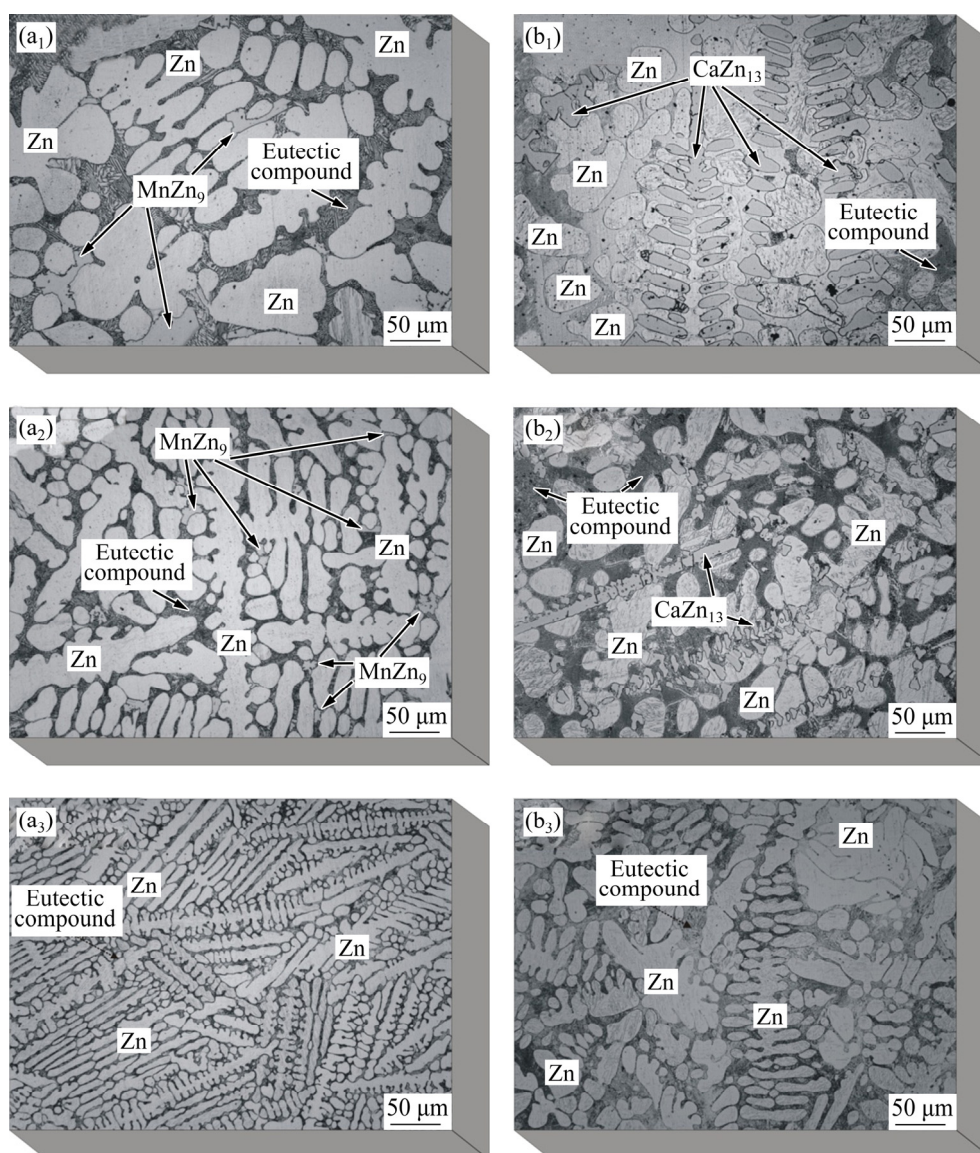 (a₁)
Zn
Zn
Zn
Eutectic
compound
MnZn₉
Zn
50 μm
(b₁)
Zn
CaZn₁₃
Zn
Eutectic
compound
Zn
Zn
Zn
50 μm
(a₂)
MnZn₉
Zn
Eutectic
compound
Zn
Zn
MnZn₉
50 μm
(b₂)
Eutectic
compound
Zn
Zn
CaZn₁₃
Zn
Zn
50 μm
(a₃)
Zn
Eutectic
compound
Zn
Zn
50 μm
(b₃)
Zn
Eutectic
compound
Zn
Zn
Zn
50 μm